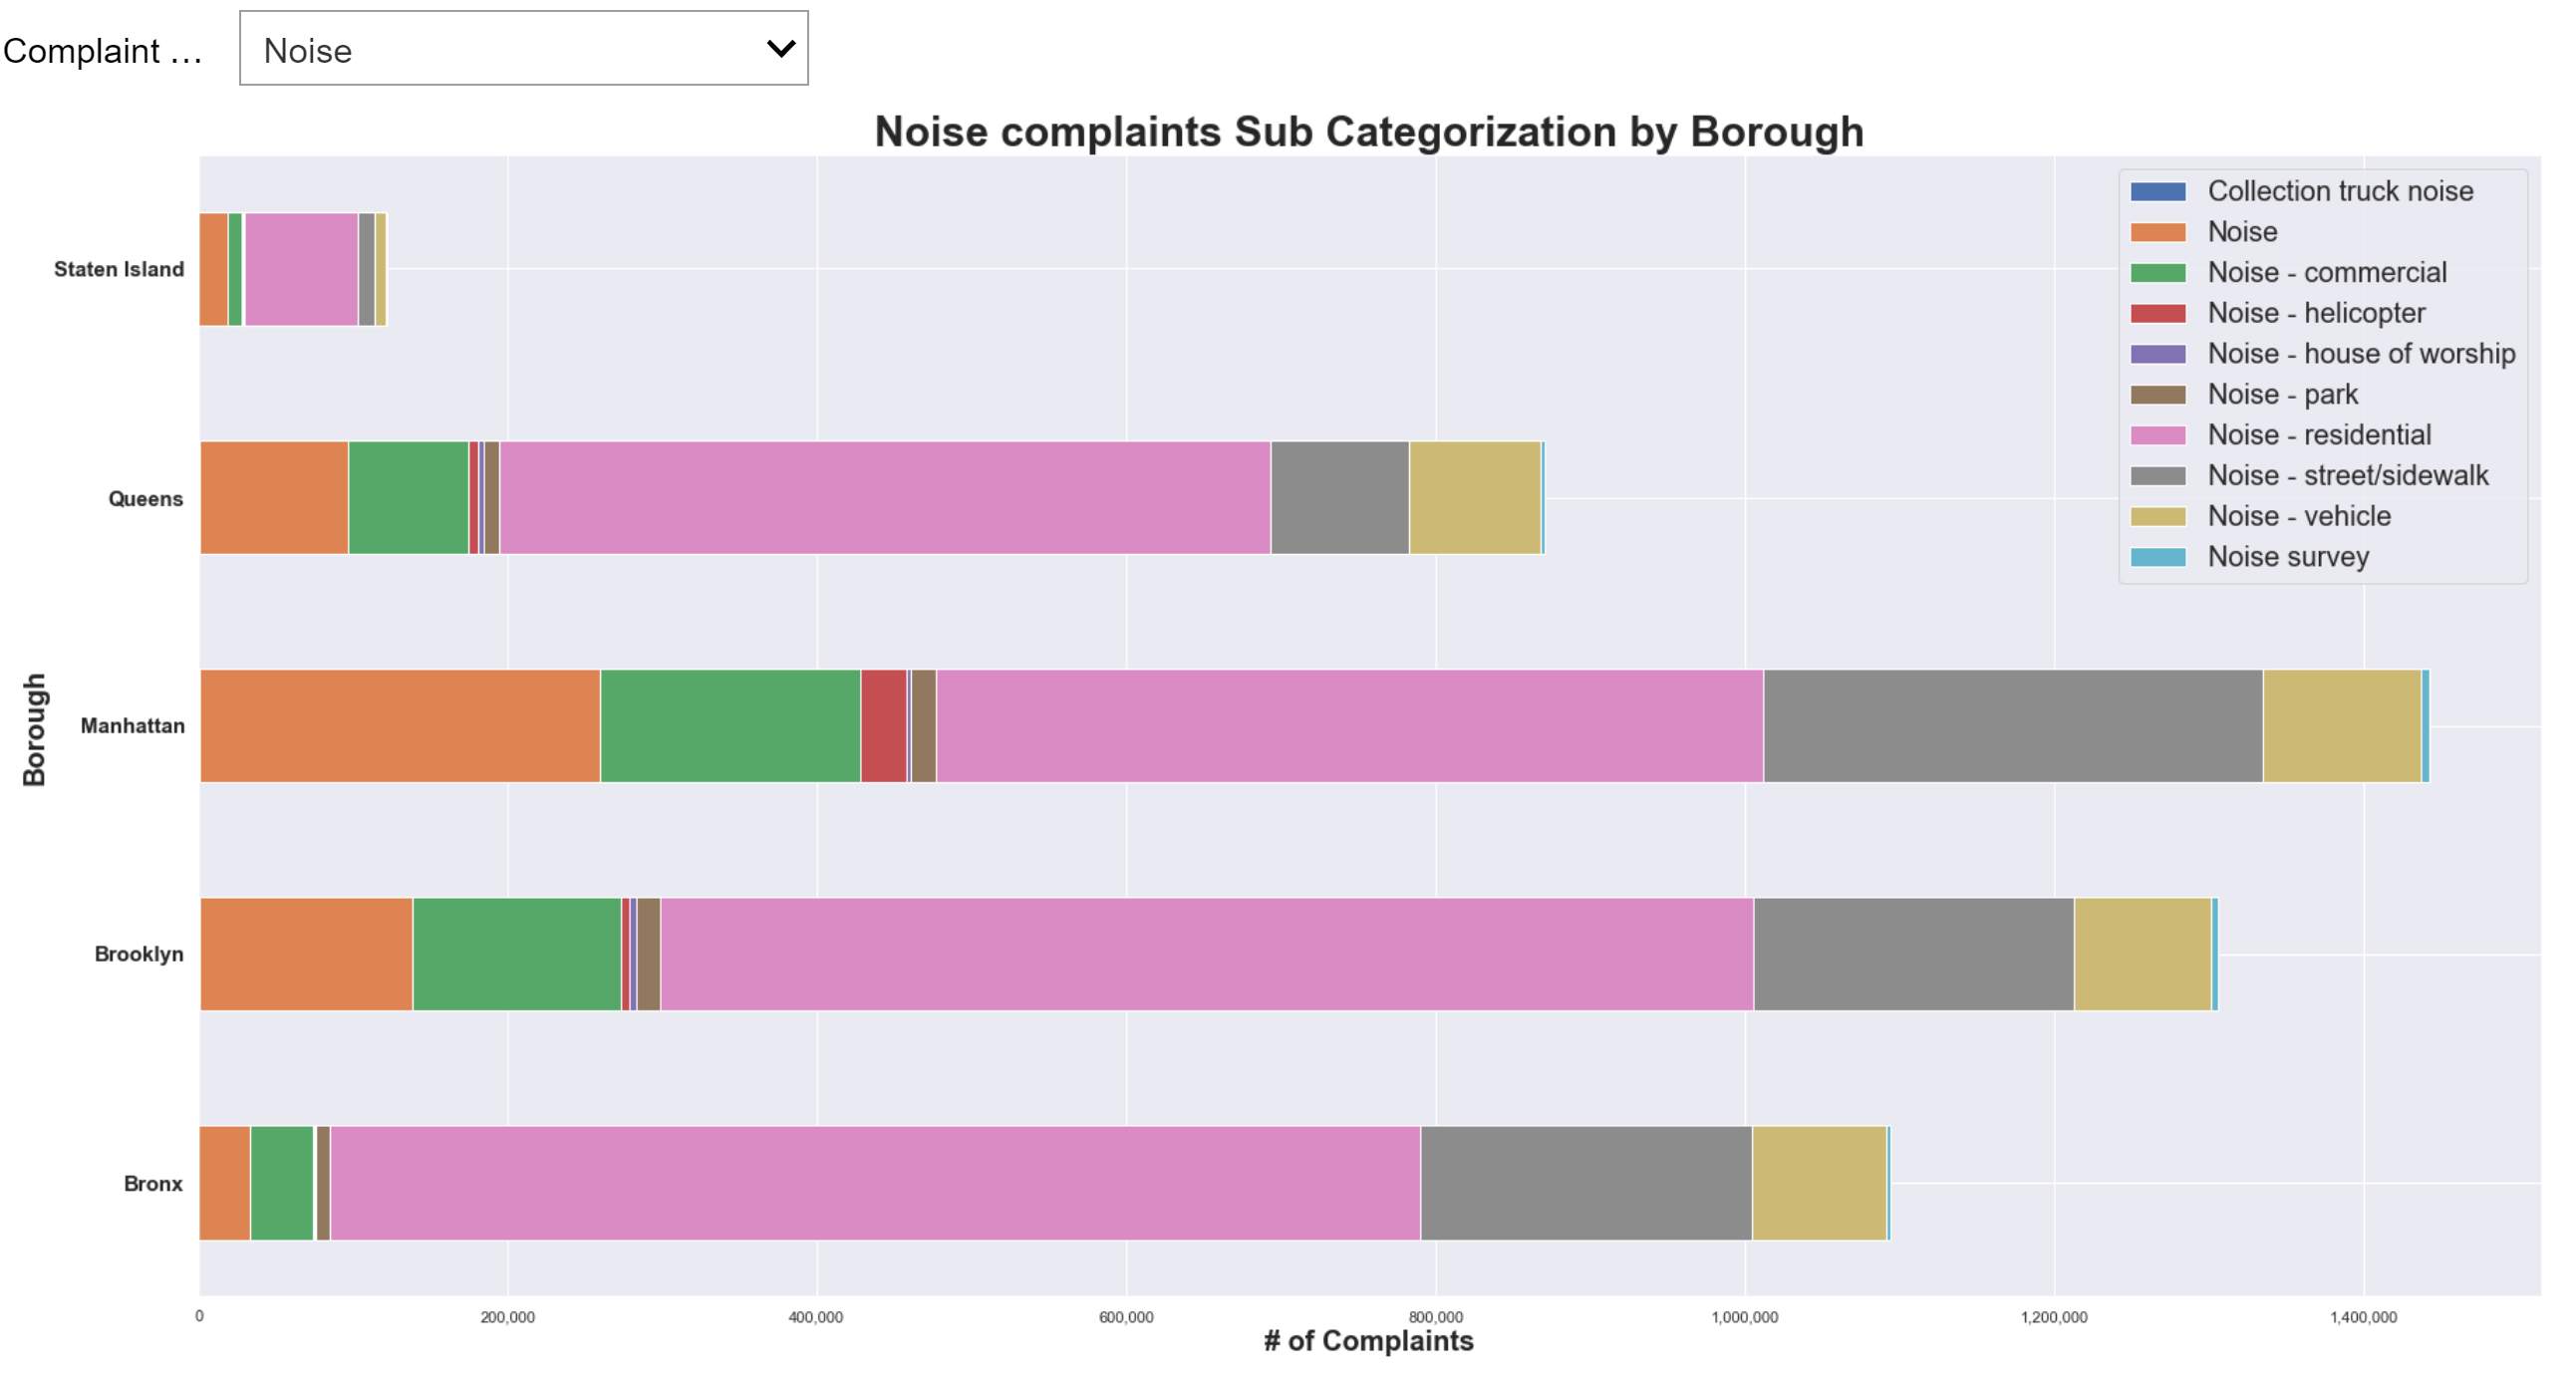 Complaint ...
Noise
Noise complaints Sub Categorization by Borough
Collection truck noise
Noise
Noise - commercial
Noise - helicopter
Noise - house of worship
Noise - park
Noise - residential
Noise - street/sidewalk
Noise - vehicle
Noise survey
Staten Island
Queens
Manhattan
Brooklyn
Bronx
Borough
0
200,000
400,000
600,000
800,000
1,000,000
1,200,000
1,400,000
# of Complaints